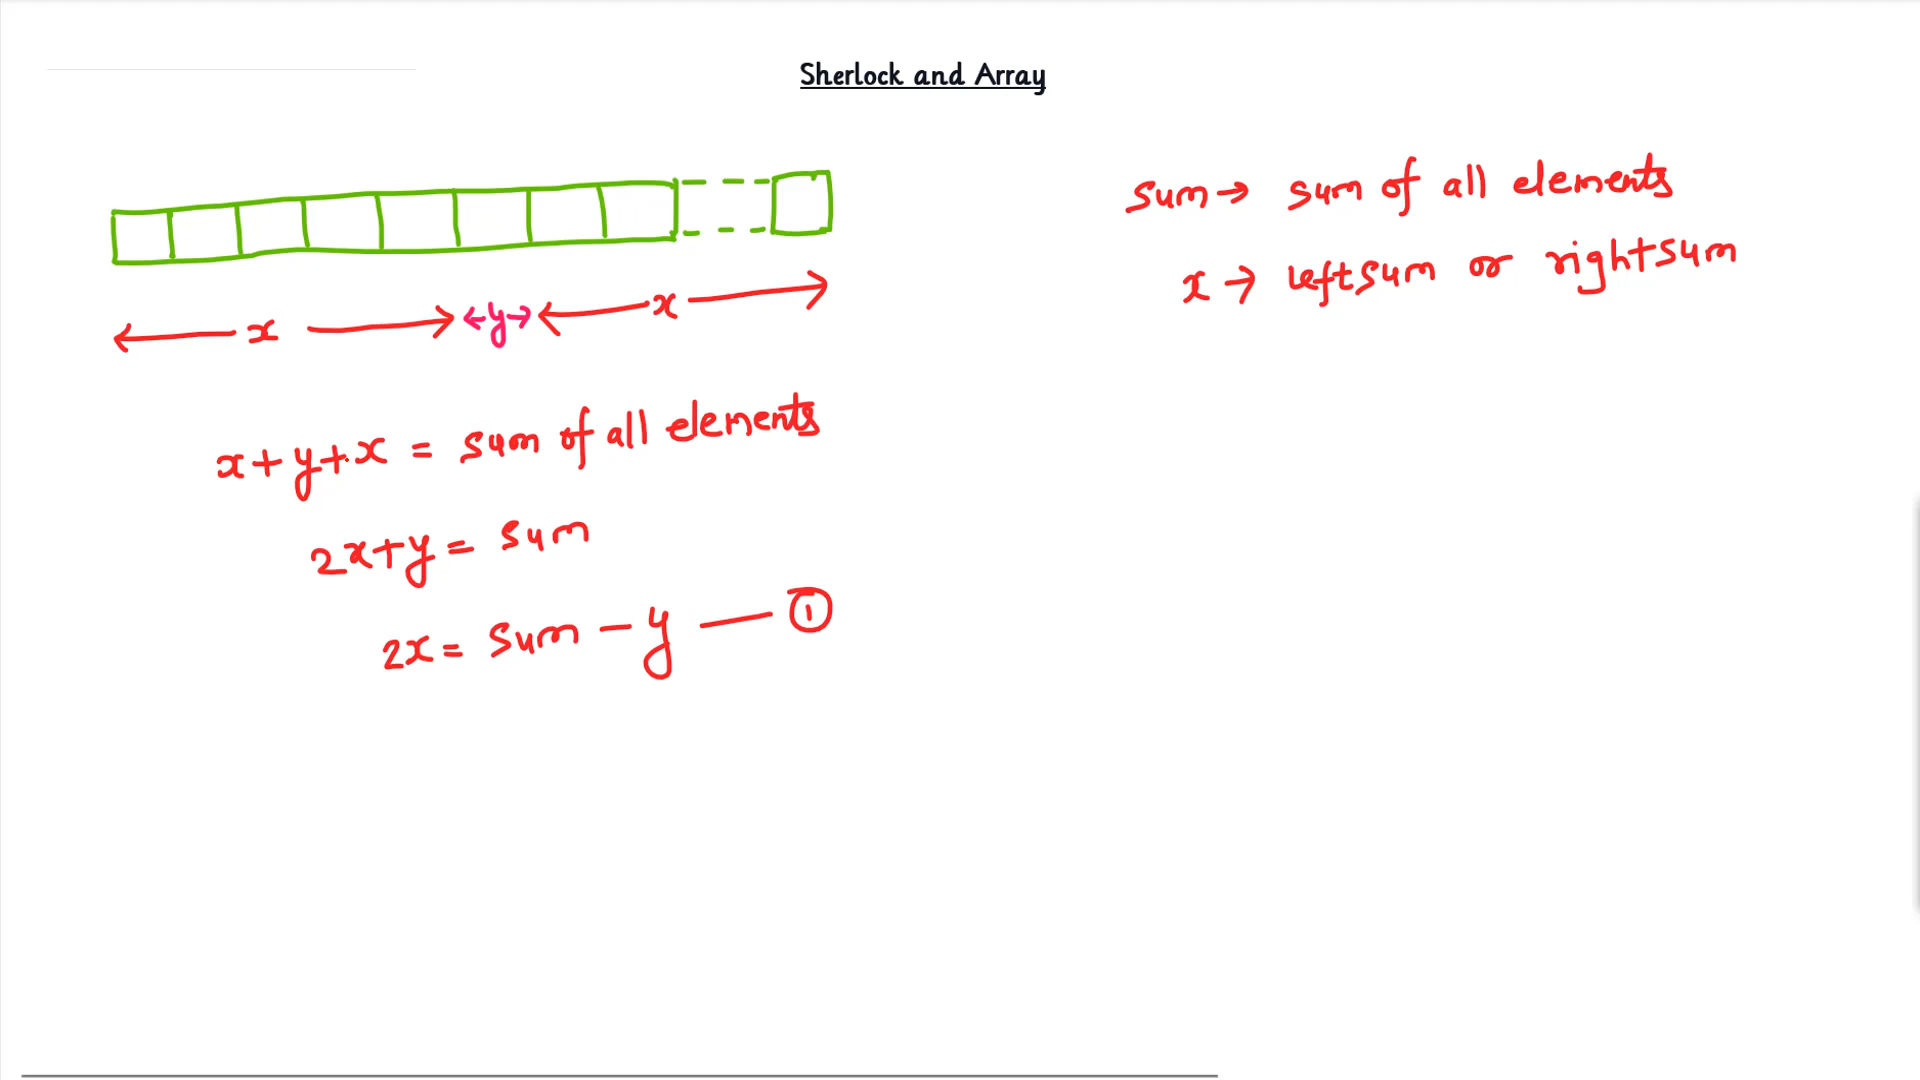 Sherlock and Array
sum → sum of all elements
x → leftsum or rightsum
x y x
x+y+x = sum of all elements
2x+y = sum
2x = sum - y — ①